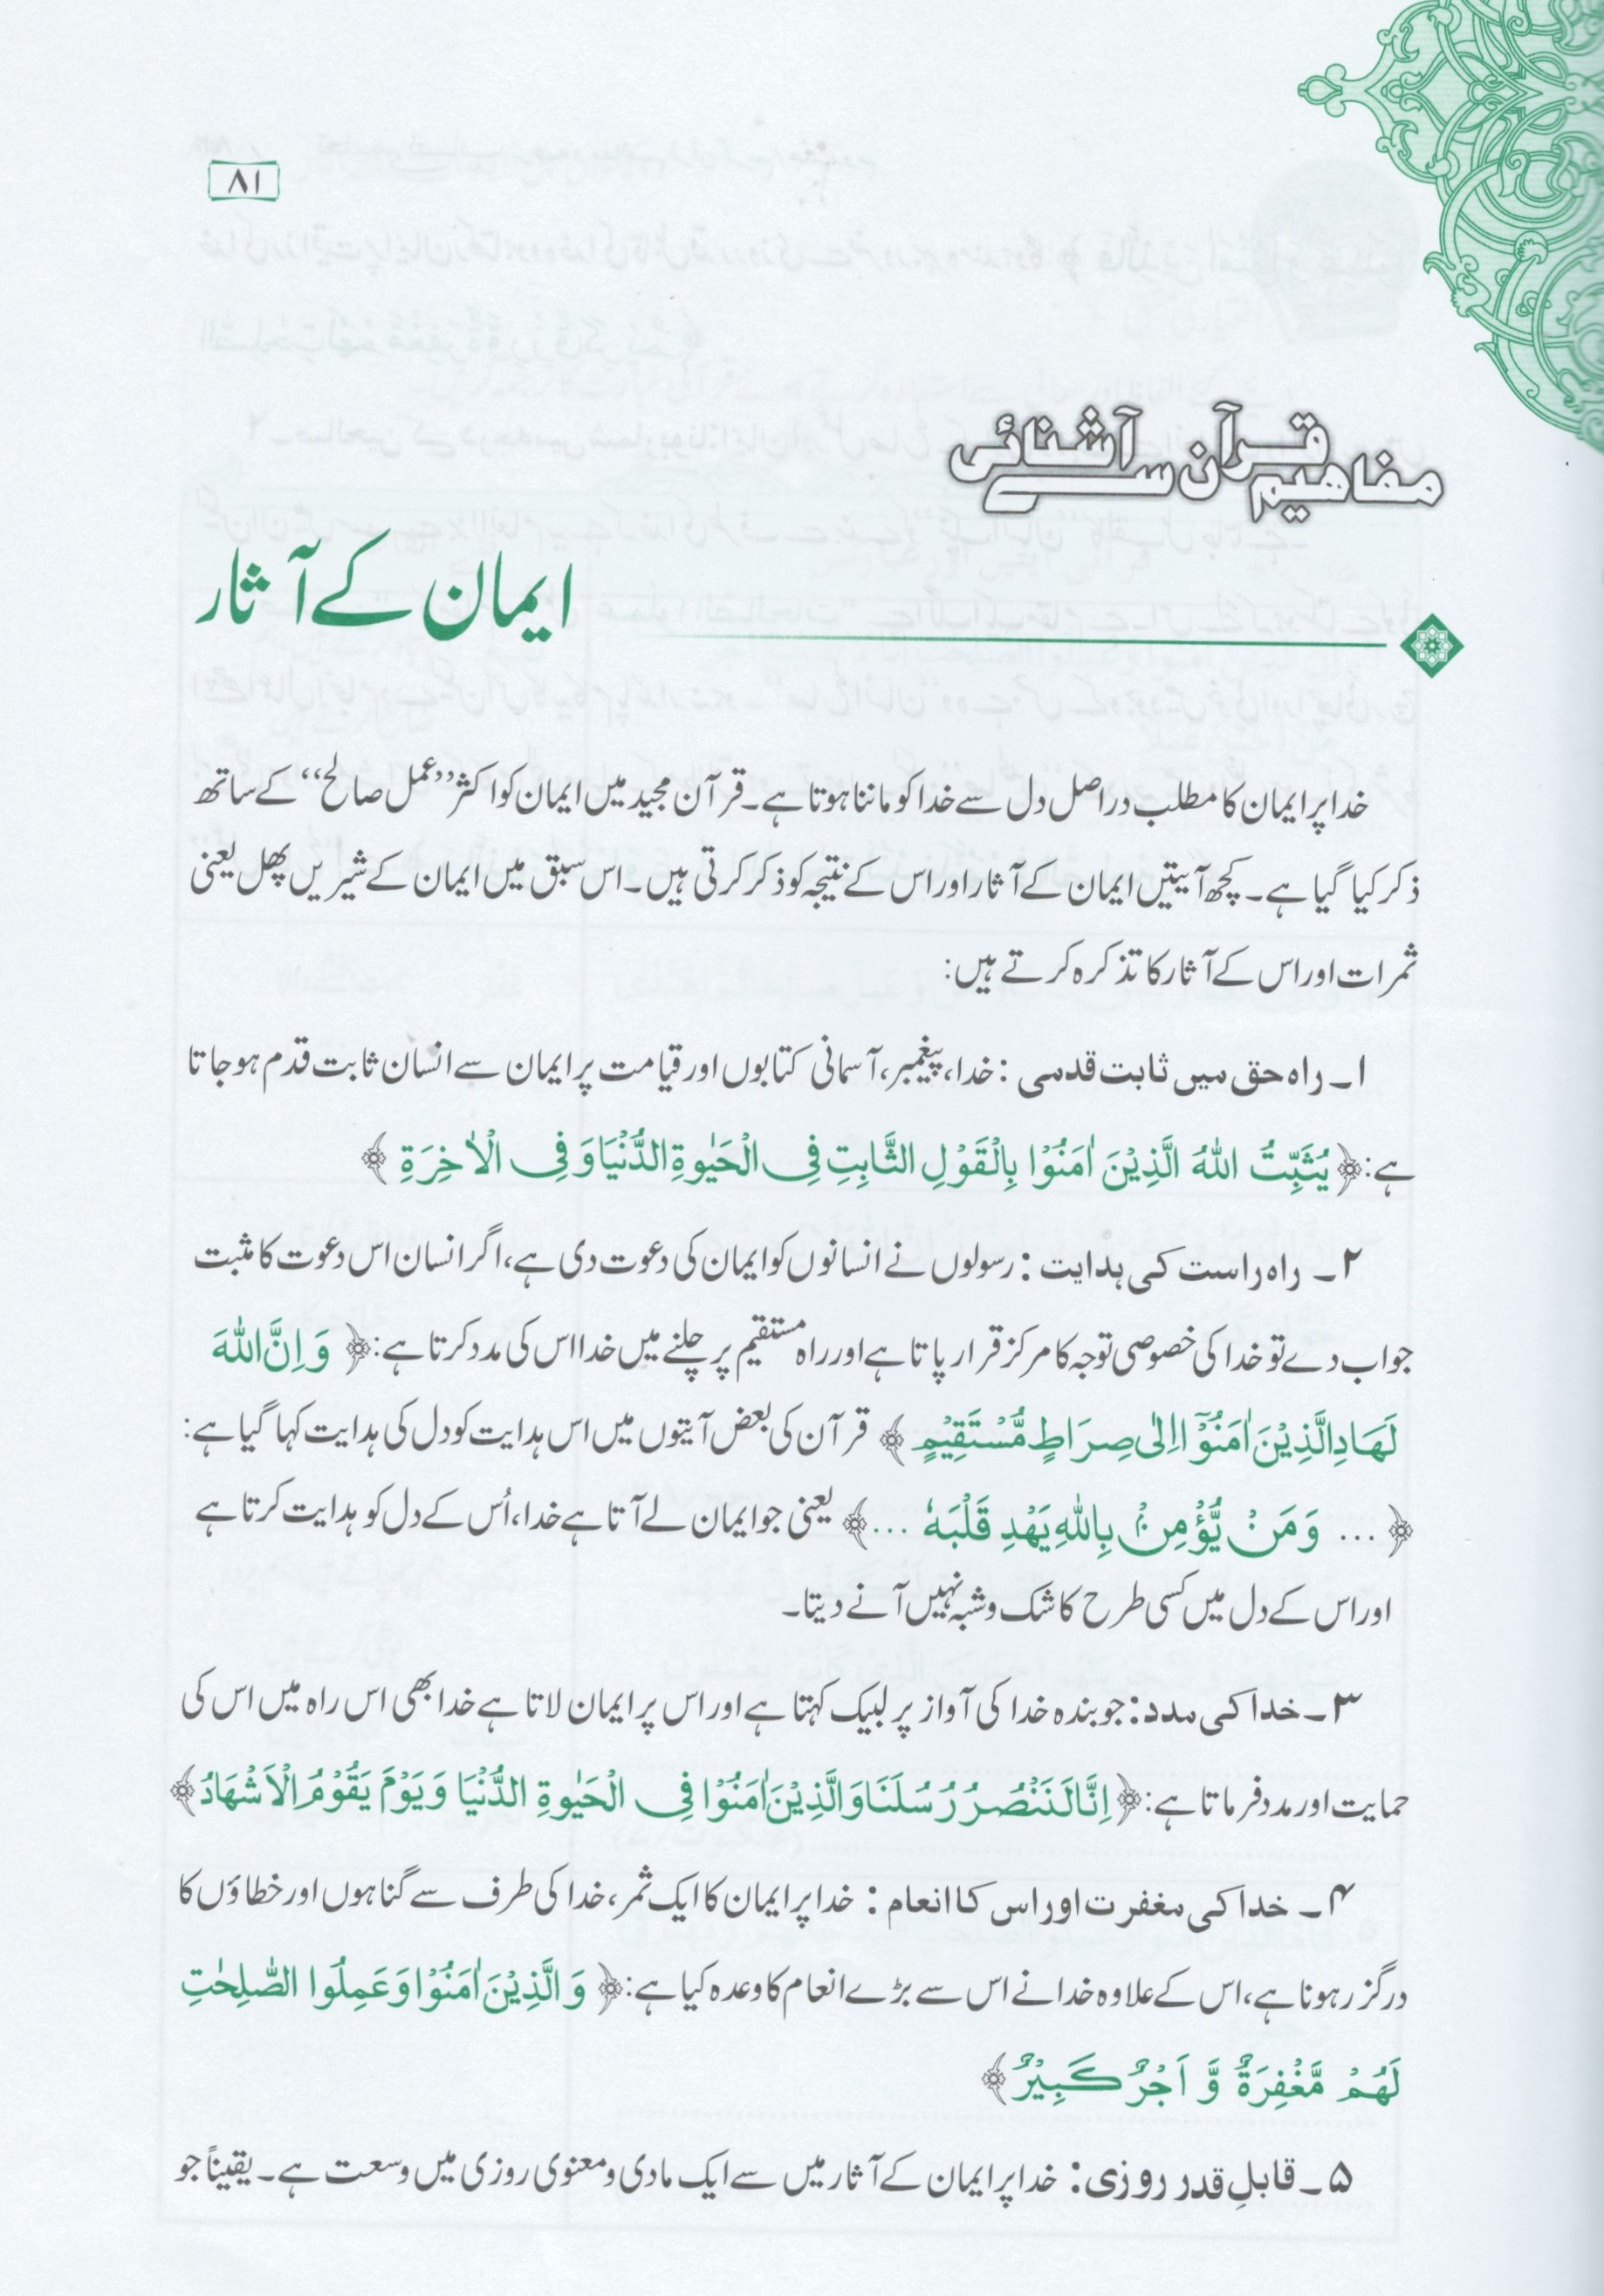 ۸۱
مفاهیم قرآن سے آشنائی
ایمان کے آثار
خدا پر ایمان کا مطلب دراصل دل سے خدا کو ماننا ہوتا ہے۔ قرآن مجید میں ایمان کو اکثر ’’عمل صالح‘‘ کے ساتھ
ذکر کیا گیا ہے۔ کچھ آیتیں ایمان کے آثار اور اس کے نتیجہ کو ذکر کرتی ہیں۔ اس سبق میں ایمان کے شیریں پھل یعنی
ثمرات اور اس کے آثار کا تذکرہ کرتے ہیں:
۱۔ راہ حق میں ثابت قدمی : خدا، پیغمبر، آسمانی کتابوں اور قیامت پر ایمان سے انسان ثابت قدم ہو جاتا
ہے: ﴿یُثَبِّتُ اللّٰهُ الَّذِیْنَ اٰمَنُوْا بِالْقَوْلِ الثَّابِتِ فِی الْحَیٰوةِ الدُّنْیَا وَ فِی الْاٰخِرَةِ ﴾
۲۔ راہ راست کی ہدایت : رسولوں نے انسانوں کو ایمان کی دعوت دی ہے، اگر انسان اس دعوت کا مثبت
جواب دے تو خدا کی خصوصی توجہ کا مرکز قرار پاتا ہے اور راہ مستقیم پر چلنے میں خدا اس کی مدد کرتا ہے: ﴿ وَ اِنَّ اللّٰهَ
لَهَادِ الَّذِیْنَ اٰمَنُوْۤا اِلٰی صِرَاطٍ مُّسْتَقِیْمٍ ﴾ قرآن کی بعض آیتوں میں اس ہدایت کو دل کی ہدایت کہا گیا ہے:
﴿ ... وَ مَنْ یُّؤْمِنْۢ بِاللّٰهِ یَهْدِ قَلْبَهٗ ... ﴾ یعنی جو ایمان لے آتا ہے خدا، اُس کے دل کو ہدایت کرتا ہے
اور اس کے دل میں کسی طرح کا شک و شبہ نہیں آنے دیتا۔
۳۔ خدا کی مدد: جو بندہ خدا کی آواز پر لبیک کہتا ہے اور اس پر ایمان لاتا ہے خدا بھی اس راہ میں اس کی
حمایت اور مدد فرماتا ہے: ﴿اِنَّا لَنَنْصُرُ رُسُلَنَا وَ الَّذِیْنَ اٰمَنُوْا فِی الْحَیٰوةِ الدُّنْیَا وَ یَوْمَ یَقُوْمُ الْاَشْهَادُ ﴾
۴۔ خدا کی مغفرت اور اس کا انعام : خدا پر ایمان کا ایک ثمر، خدا کی طرف سے گناہوں اور خطاؤں کا
درگزر ہونا ہے، اس کے علاوہ خدا نے اس سے بڑے انعام کا وعدہ کیا ہے: ﴿ وَ الَّذِیْنَ اٰمَنُوْا وَ عَمِلُوا الصّٰلِحٰتِ
لَهُمْ مَّغْفِرَةٌ وَّ اَجْرٌ كَبِیْرٌ ﴾
۵۔ قابلِ قدر روزی: خدا پر ایمان کے آثار میں سے ایک مادی و معنوی روزی میں وسعت ہے۔ یقیناً جو